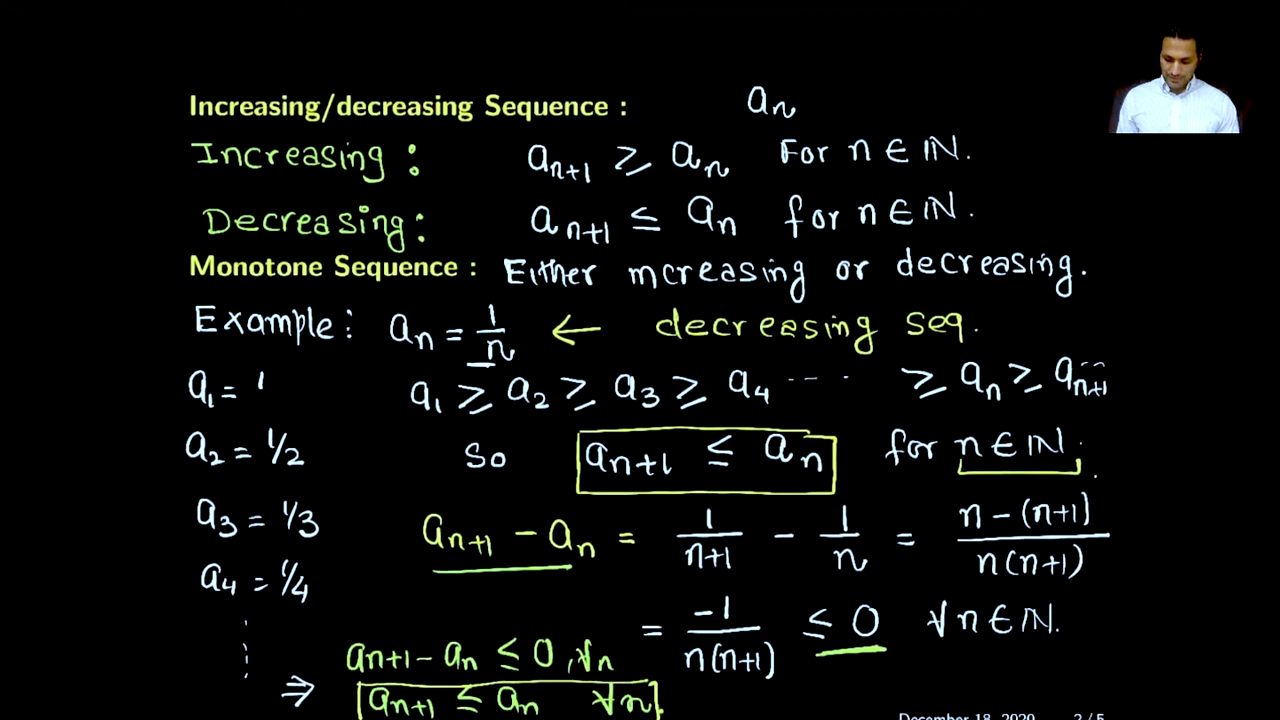 Increasing/decreasing Sequence : aₙ
Increasing : aₙ₊₁ ≥ aₙ For n ∈ ℕ.
Decreasing : aₙ₊₁ ≤ aₙ for n ∈ ℕ.
Monotone Sequence : Either increasing or decreasing.
Example : aₙ = 1/n ← decreasing seq.
a₁ = 1 a₁ ≥ a₂ ≥ a₃ ≥ a₄ ---- ≥ aₙ ≥ aₙ₊₁ ...
a₂ = 1/2 So aₙ₊₁ ≤ aₙ for n ∈ ℕ.
a₃ = 1/3 aₙ₊₁ - aₙ = 1/(n+1) - 1/n = (n-(n+1))/(n(n+1))
a₄ = 1/4
= -1/(n(n+1)) ≤ 0 ∀n ∈ ℕ.
aₙ₊₁ - aₙ ≤ 0, ∀n
⇒ aₙ₊₁ ≤ aₙ ∀n.
December 18, 2020 2 / 5